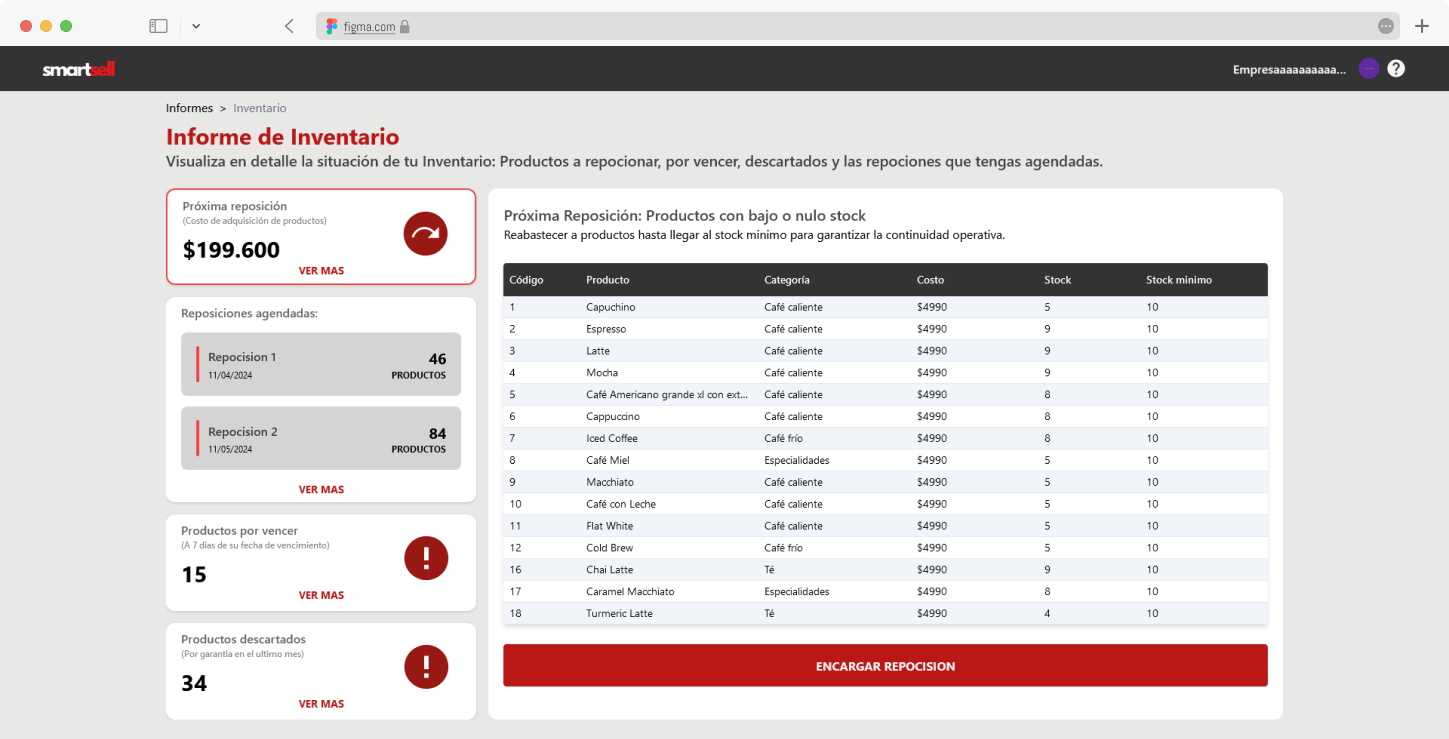 figma.com
smartsell
Empresaaaaaaaaaa...
?
Informes > Inventario
Informe de Inventario
Visualiza en detalle la situación de tu Inventario: Productos a repocionar, por vencer, descartados y las repociones que tengas agendadas.
Próxima reposición
(Costo de adquisición de productos)
$199.600
VER MAS
Reposiciones agendadas:
Repocision 1
11/04/2024
46
PRODUCTOS
Repocision 2
11/05/2024
84
PRODUCTOS
VER MAS
Productos por vencer
(A 7 dias de su fecha de vencimiento)
15
!
VER MAS
Productos descartados
(Por garantia en el ultimo mes)
34
!
VER MAS
Próxima Reposición: Productos con bajo o nulo stock
Reabastecer a productos hasta llegar al stock minimo para garantizar la continuidad operativa.
Código Producto Categoría Costo Stock Stock minimo
1 Capuchino Café caliente $4990 5 10
2 Espresso Café caliente $4990 9 10
3 Latte Café caliente $4990 9 10
4 Mocha Café caliente $4990 9 10
5 Café Americano grande xl con ext... Café caliente $4990 8 10
6 Cappuccino Café caliente $4990 8 10
7 Iced Coffee Café frío $4990 8 10
8 Café Miel Especialidades $4990 5 10
9 Macchiato Café caliente $4990 5 10
10 Café con Leche Café caliente $4990 5 10
11 Flat White Café caliente $4990 5 10
12 Cold Brew Café frío $4990 5 10
16 Chai Latte Té $4990 9 10
17 Caramel Macchiato Especialidades $4990 8 10
18 Turmeric Latte Té $4990 4 10
ENCARGAR REPOCISION